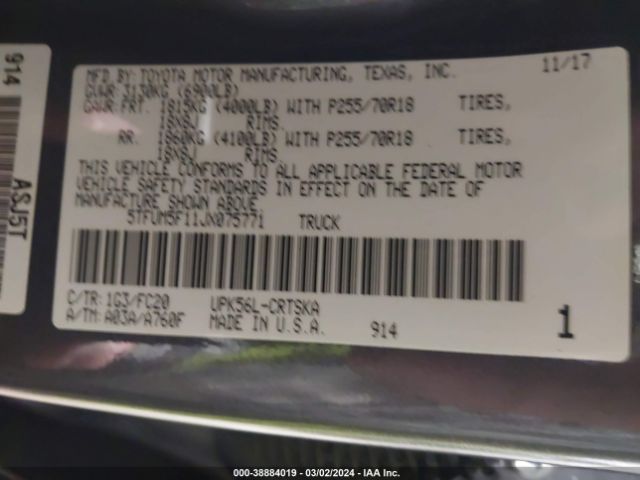 914
ASJ5T
MFD BY: TOYOTA MOTOR MANUFACTURING, TEXAS, INC. 11/17
GVWR: 3130KG (6900LB)
GAWR: FRT. 1815KG (4000LB) WITH P255/70R18 TIRES,
18X8J RIMS.
RR. 1860KG (4100LB) WITH P255/70R18 TIRES,
18X8J RIMS.
THIS VEHICLE CONFORMS TO ALL APPLICABLE FEDERAL MOTOR
VEHICLE SAFETY STANDARDS IN EFFECT ON THE DATE OF
MANUFACTURE SHOWN ABOVE
5TFUM5F11JX075771 TRUCK
C/TR: 1G3/FC20 UPK56L-CRTSKA
A/TM: A03A/A760F MADE IN U.S.A. 914 1
000-38884019 - 03/02/2024 - IAA Inc.